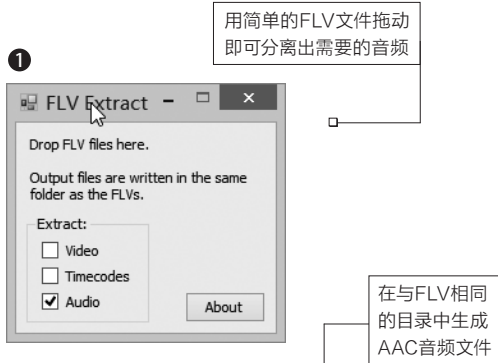 用简单的FLV文件拖动
即可分离出需要的音频
❶
FLV Extract
Drop FLV files here.
Output files are written in the same
folder as the FLVs.
Extract:
Video
Timecodes
Audio
About
在与FLV相同
的目录中生成
AAC音频文件